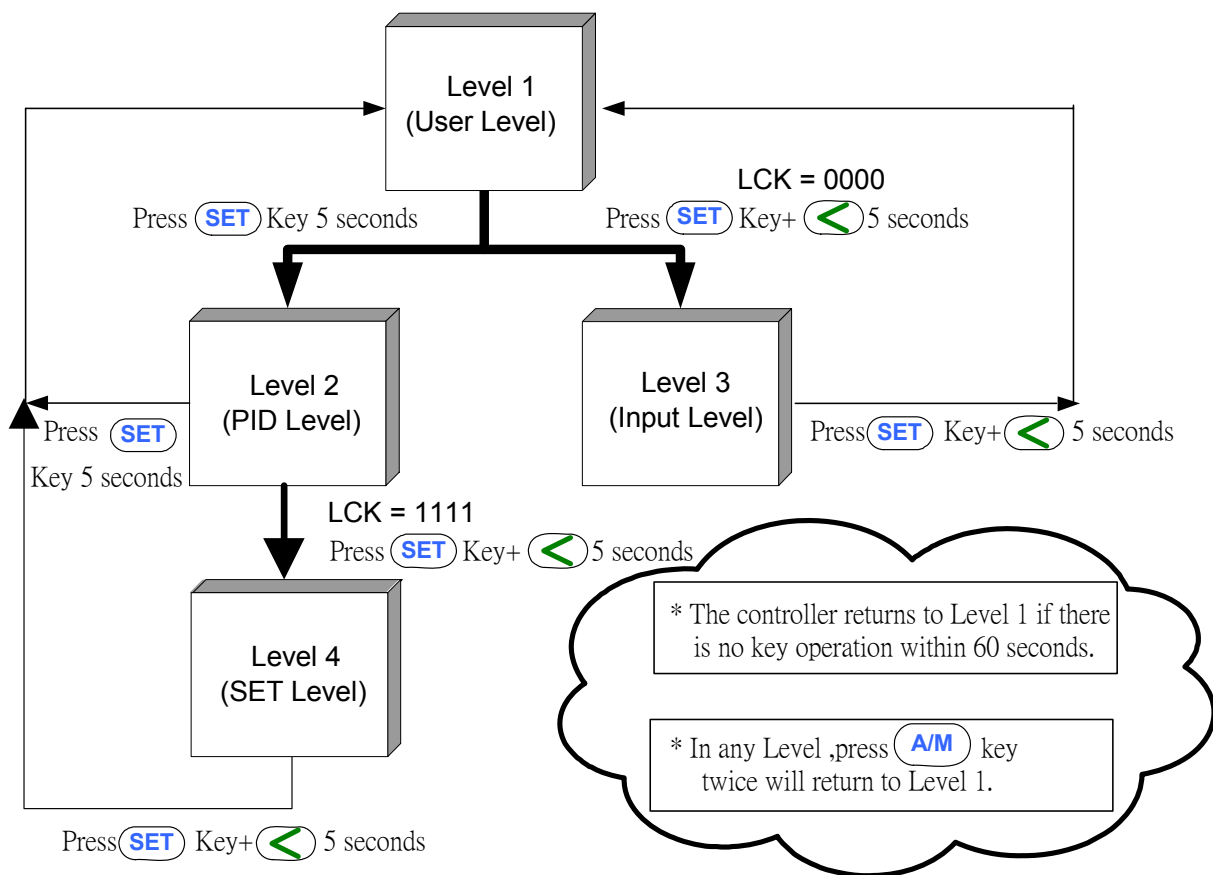 Level 1
(User Level)
LCK = 0000
Press SET Key 5 seconds
Press SET Key+ < 5 seconds
Level 2
(PID Level)
Level 3
(Input Level)
Press SET
Key 5 seconds
Press SET Key+ < 5 seconds
LCK = 1111
Press SET Key+ < 5 seconds
Level 4
(SET Level)
* The controller returns to Level 1 if there
is no key operation within 60 seconds.
* In any Level ,press A/M key
twice will return to Level 1.
Press SET Key+ < 5 seconds